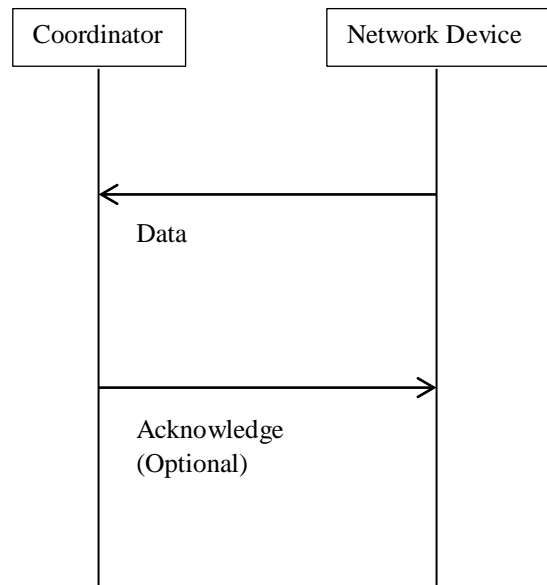 Coordinator
Network Device
Data
Acknowledge
(Optional)